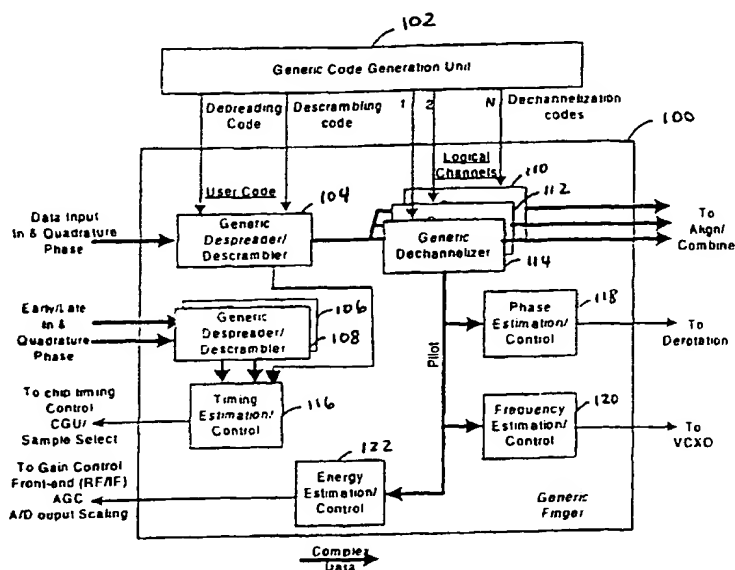 102
Generic Code Generation Unit
Depreading
Code
Descrambling
code
1
2
N
Dechannelization
codes
100
Logical
Channels
110
112
User Code
104
Data Input
In & Quadrature
Phase
Generic
Despreader/
Descrambler
Generic
Dechannelizer
114
To
Align/
Combine
Early/Late
In &
Quadrature
Phase
106
Generic
Despreader/
Descrambler
108
Phase
Estimation/
Control
118
To
Derotation
Pilot
To chip timing
Control
CGU/
Sample Select
Timing
Estimation/
Control
116
Frequency
Estimation/
Control
120
To
VCXO
To Gain Control
Front-end (RF/IF)
AGC
A/D ouput Scaling
122
Energy
Estimation/
Control
Generic
Finger
Complex
Data